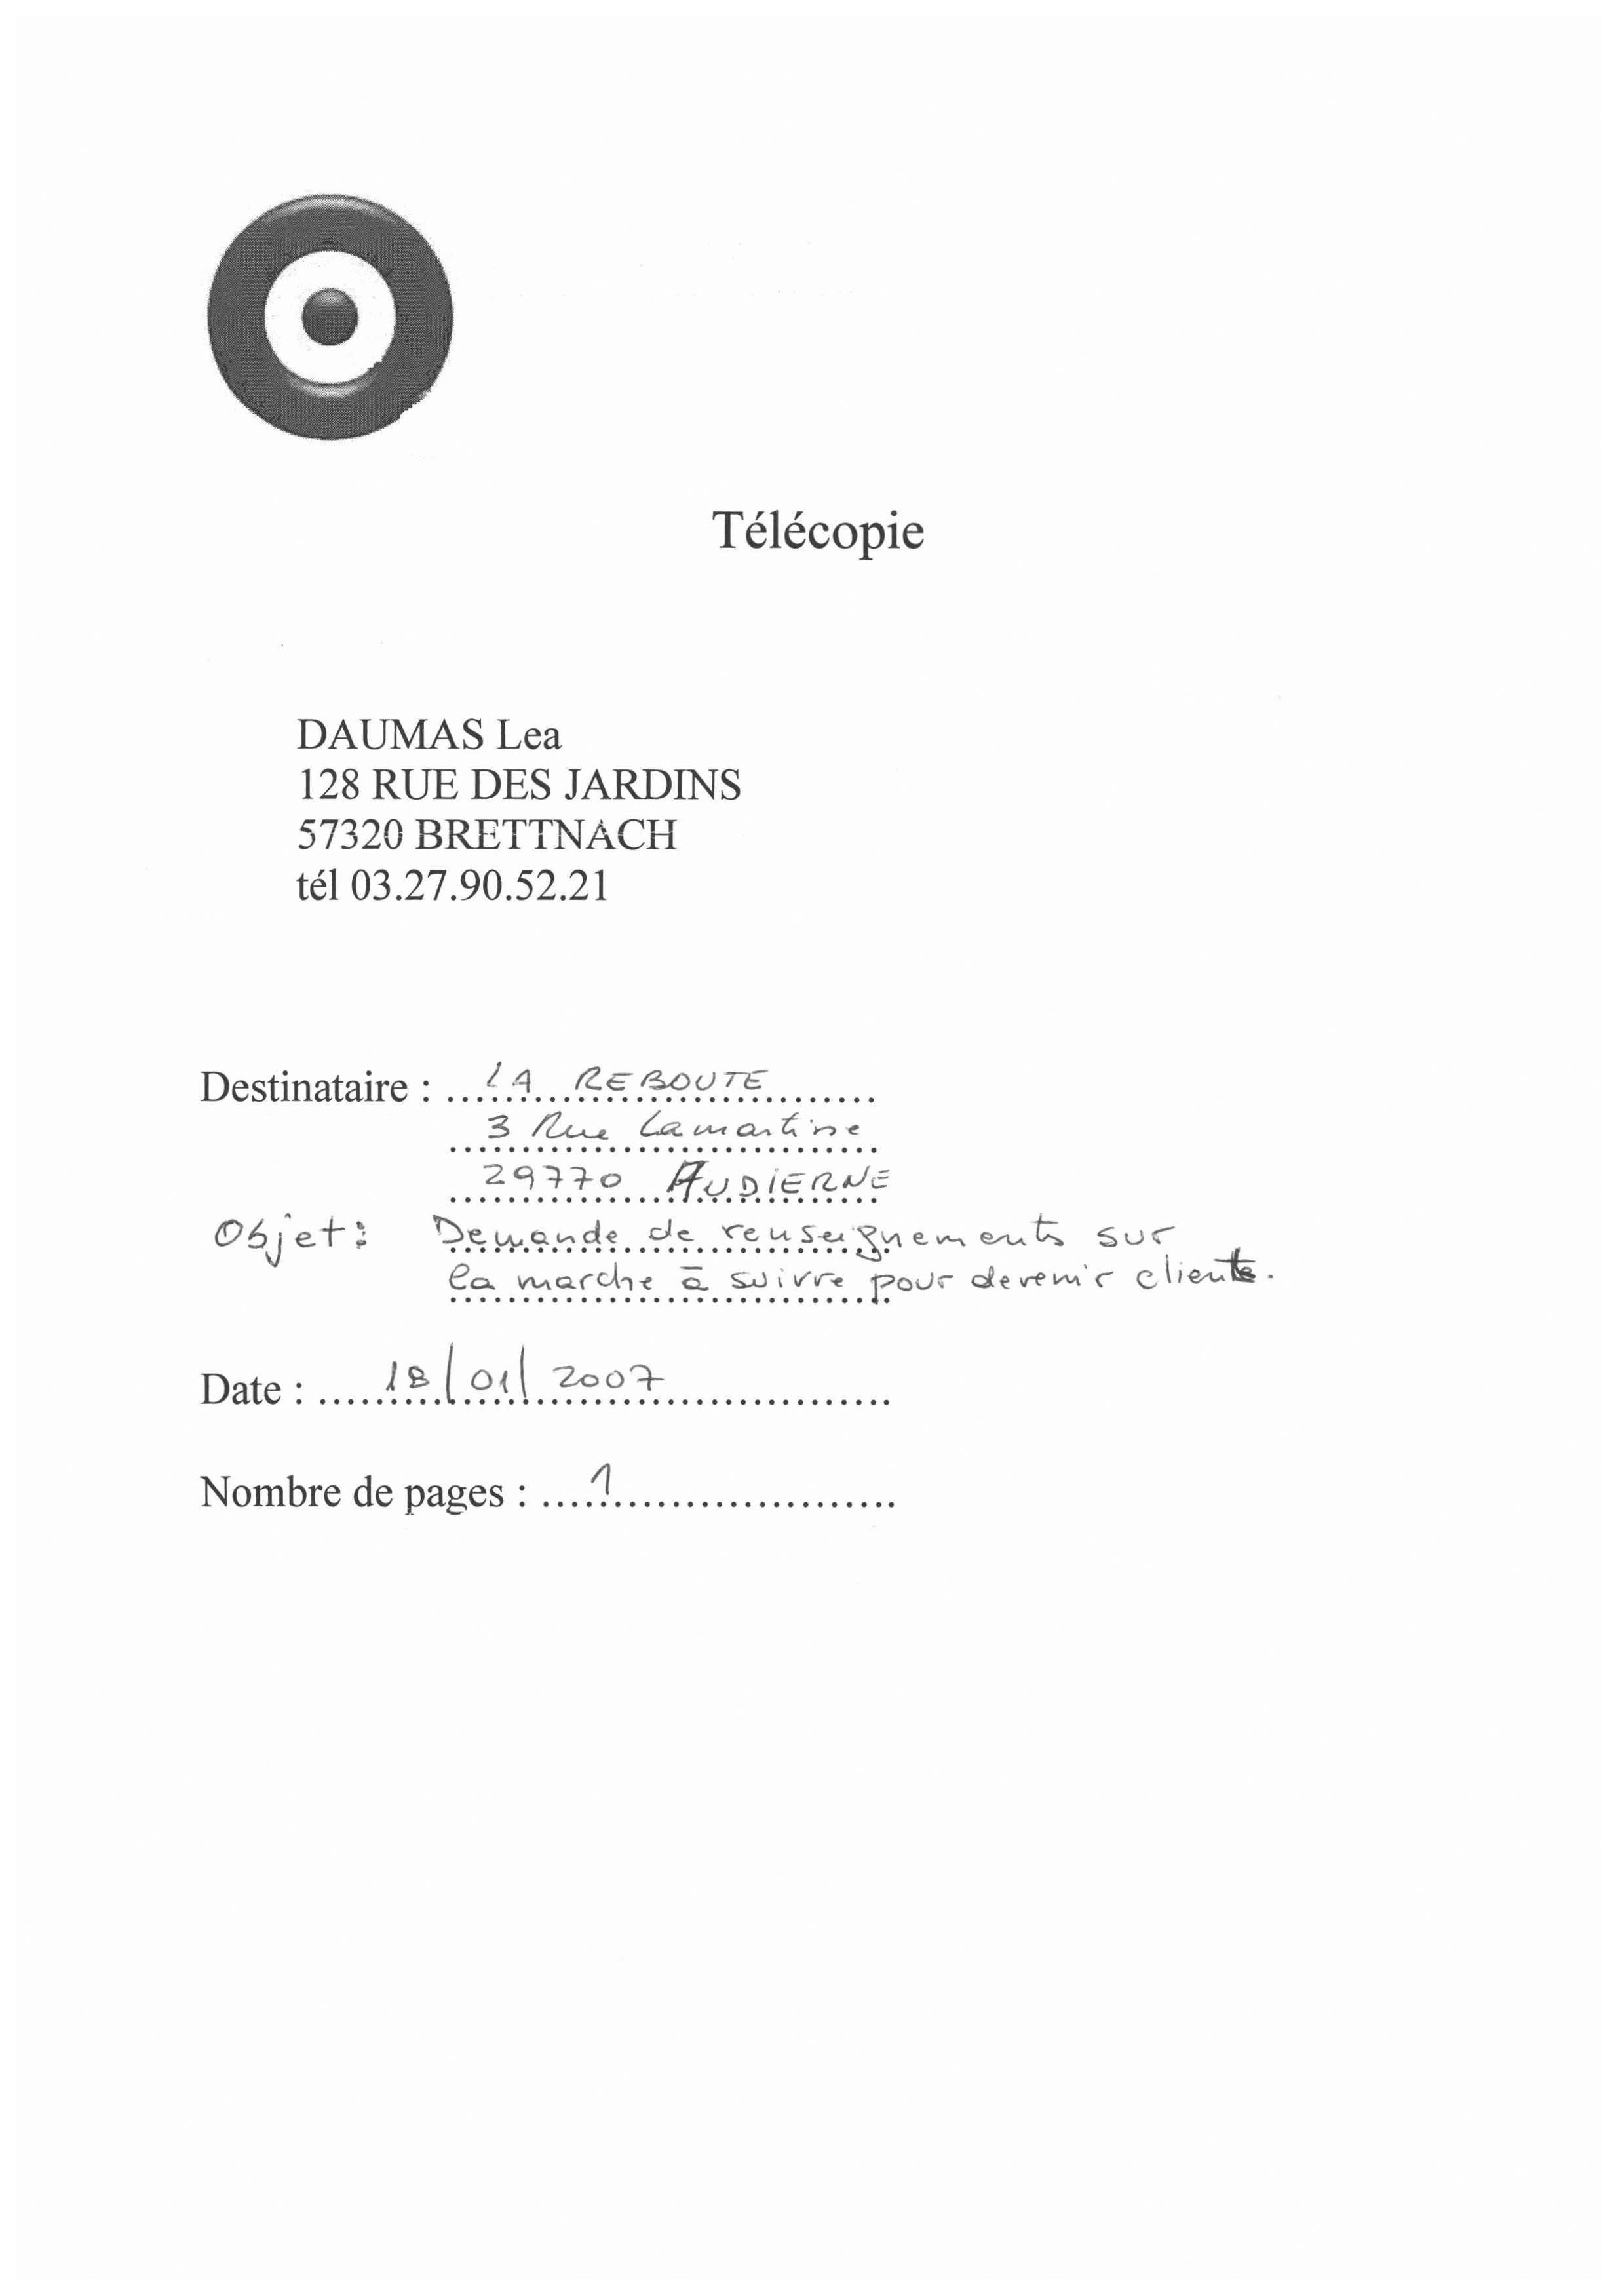 Télécopie
DAUMAS Lea
128 RUE DES JARDINS
57320 BRETTNACH
tél 03.27.90.52.21
Destinataire : LA REBOUTE
3 Rue Lamartine
29770 AUDIERNE
Objet : Demande de renseignements sur
la marche à suivre pour devenir cliente.
Date : 18/01/2007
Nombre de pages : 1